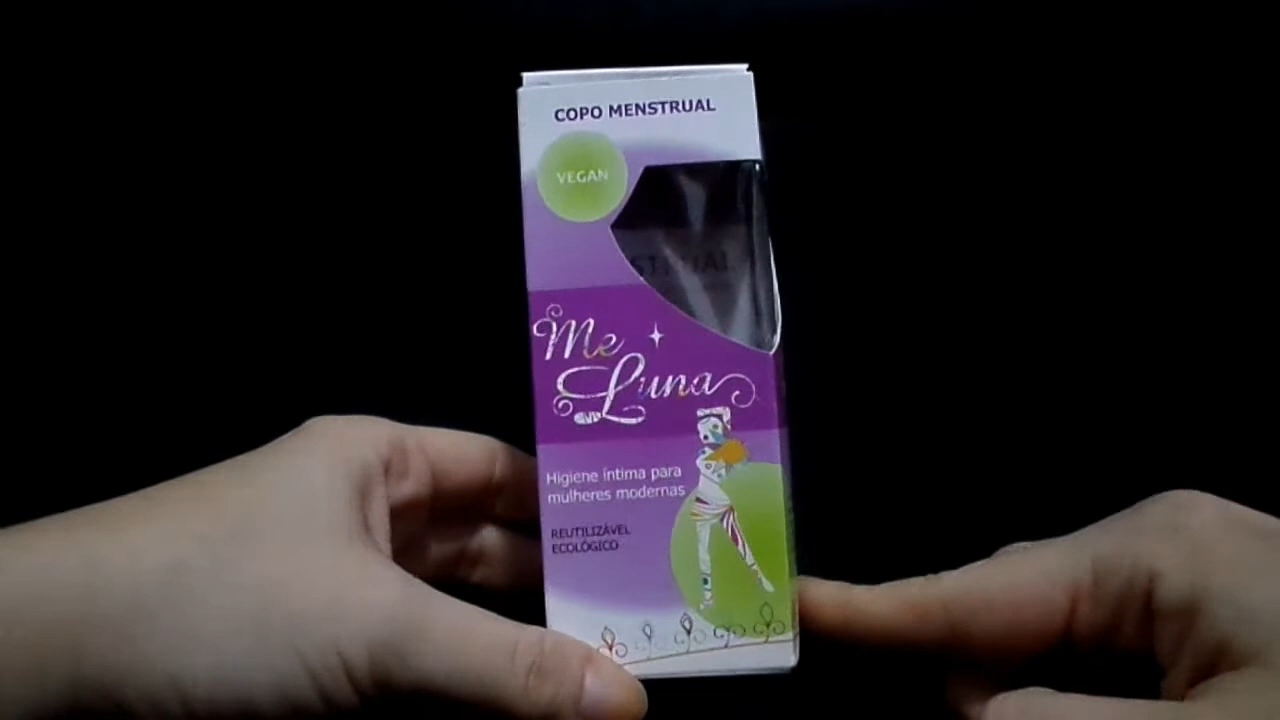 COPO MENSTRUAL
VEGAN
Me
Luna
Higiene íntima para
mulheres modernas
REUTILIZÁVEL
ECOLÓGICO